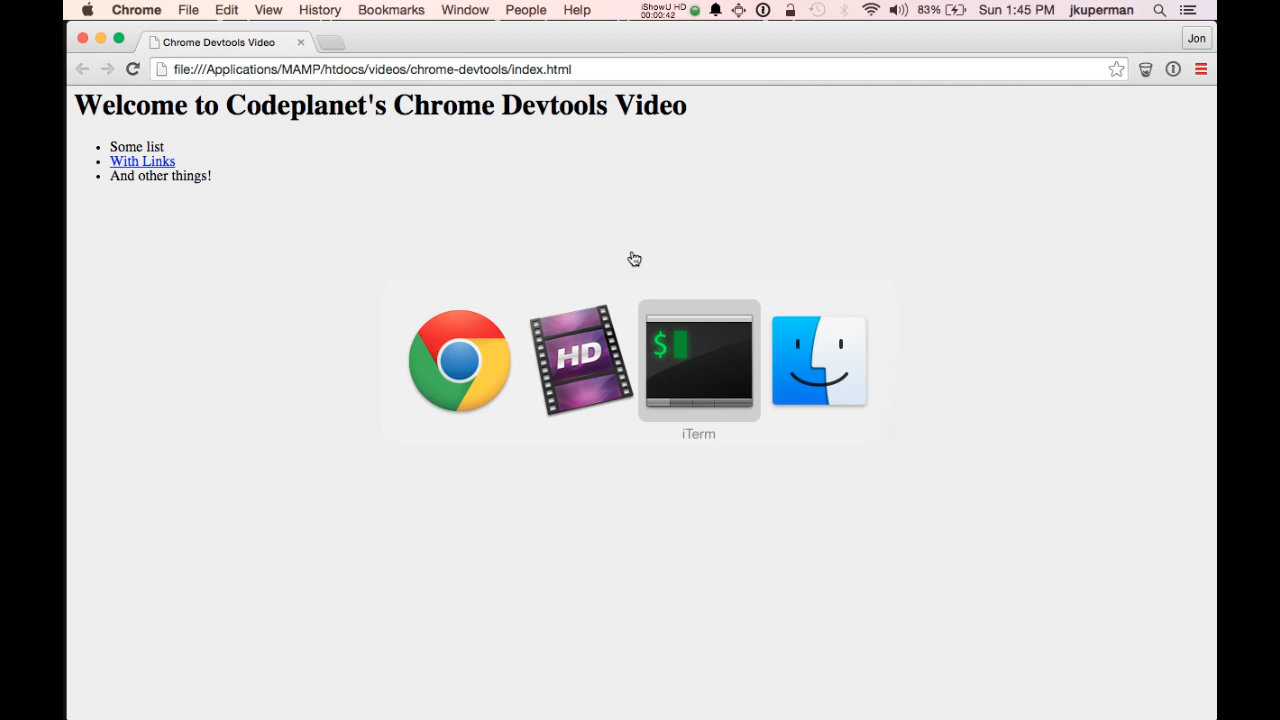 Chrome File Edit View History Bookmarks Window People Help iShowU HD 00:00:42 83% Sun 1:45 PM jkuperman
Chrome Devtools Video Jon
file:///Applications/MAMP/htdocs/videos/chrome-devtools/index.html
Welcome to Codeplanet's Chrome Devtools Video
• Some list
• With Links
• And other things!
HD
$
iTerm